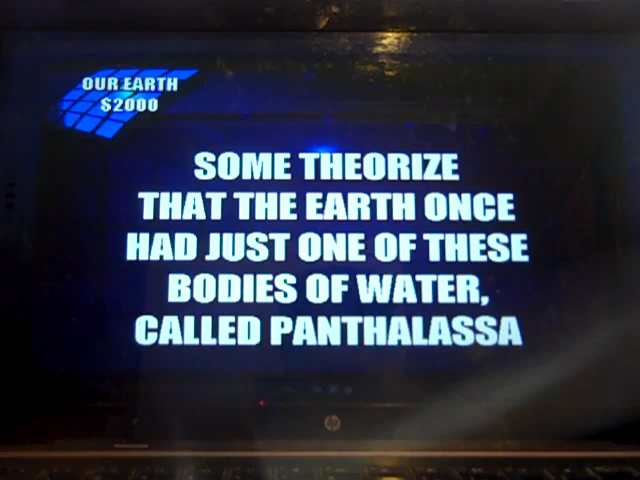 OUR EARTH
$2000
SOME THEORIZE
THAT THE EARTH ONCE
HAD JUST ONE OF THESE
BODIES OF WATER,
CALLED PANTHALASSA
hp